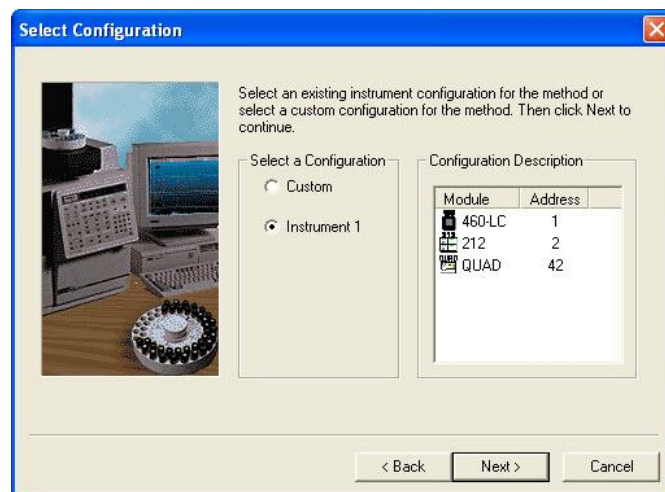 Select Configuration
Select an existing instrument configuration for the method or
select a custom configuration for the method. Then click Next to
continue.
Select a Configuration
Custom
Instrument 1
Configuration Description
Module Address
460-LC 1
212 2
QUAD 42
< Back
Next >
Cancel